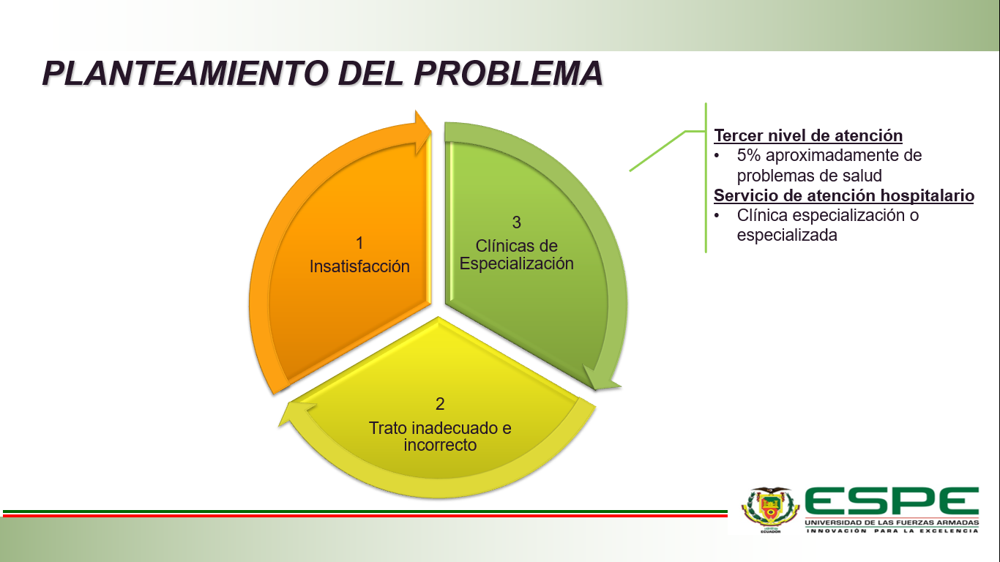 PLANTEAMIENTO DEL PROBLEMA
1
Insatisfacción
3
Clínicas de
Especialización
2
Trato inadecuado e
incorrecto
Tercer nivel de atención
• 5% aproximadamente de
problemas de salud
Servicio de atención hospitalario
• Clínica especialización o
especializada
ESPE
UNIVERSIDAD DE LAS FUERZAS ARMADAS
INNOVACIÓN PARA LA EXCELENCIA
ECUADOR